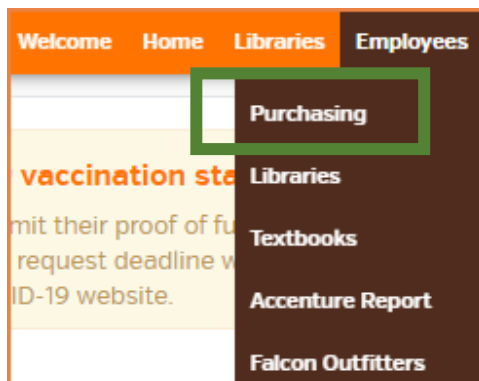 Welcome Home Libraries Employees
Purchasing
vaccination sta
Libraries
mit their proof of fu
Textbooks
request deadline w
ID-19 website.
Accenture Report
Falcon Outfitters